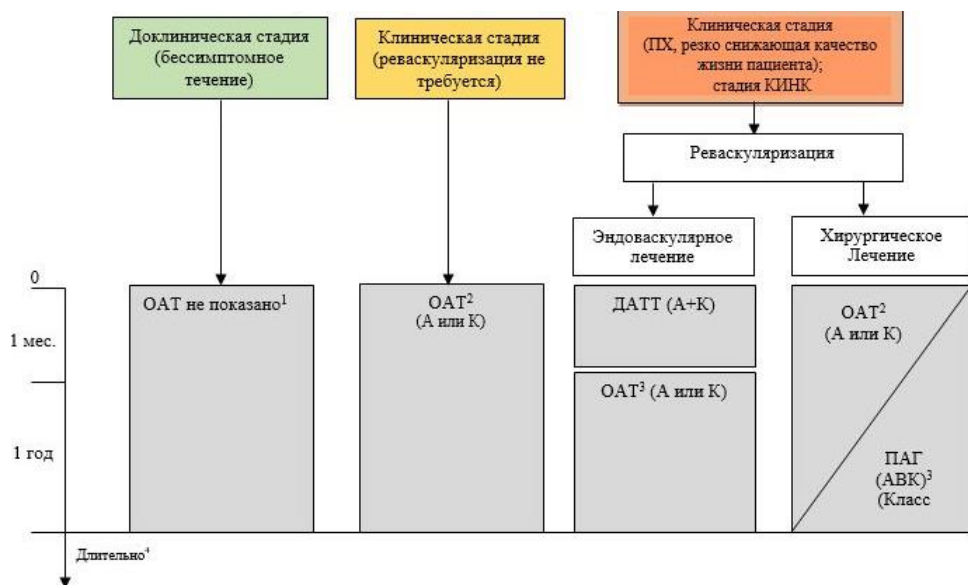 Доклиническая стадия
(бессимптомное
течение)
Клиническая стадия
(реваскуляризация не
требуется)
Клиническая стадия
(ПХ, резко снижающая качество
жизни пациента);
стадия КИНК
Реваскуляризация
Эндоваскулярное
лечение
Хирургическое
Лечение
0
1 мес.
1 год
Длительно⁴
ОАТ не показано¹
ОАТ²
(А или К)
ДАТТ (А+К)
ОАТ³ (А или К)
ОАТ²
(А или К)
ПАГ
(АВК)³
(Класс